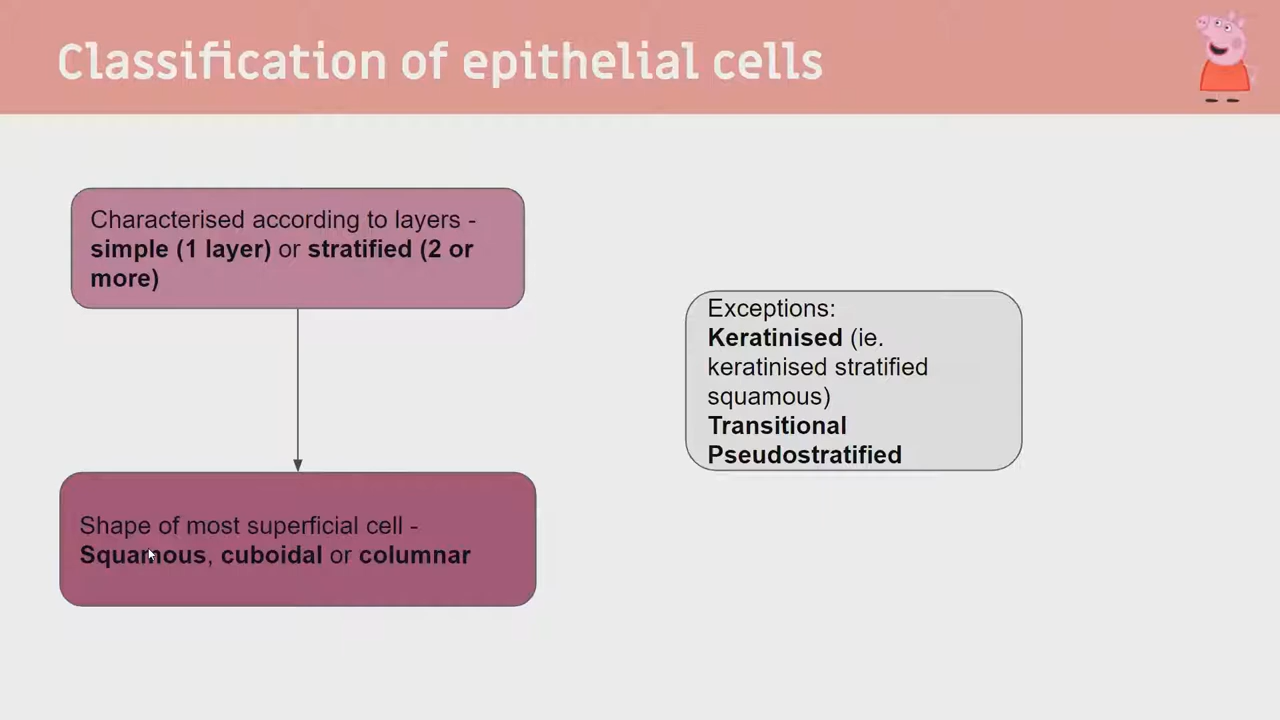 Classification of epithelial cells
Characterised according to layers -
simple (1 layer) or stratified (2 or
more)
Exceptions:
Keratinised (ie.
keratinised stratified
squamous)
Transitional
Pseudostratified
Shape of most superficial cell -
Squamous, cuboidal or columnar